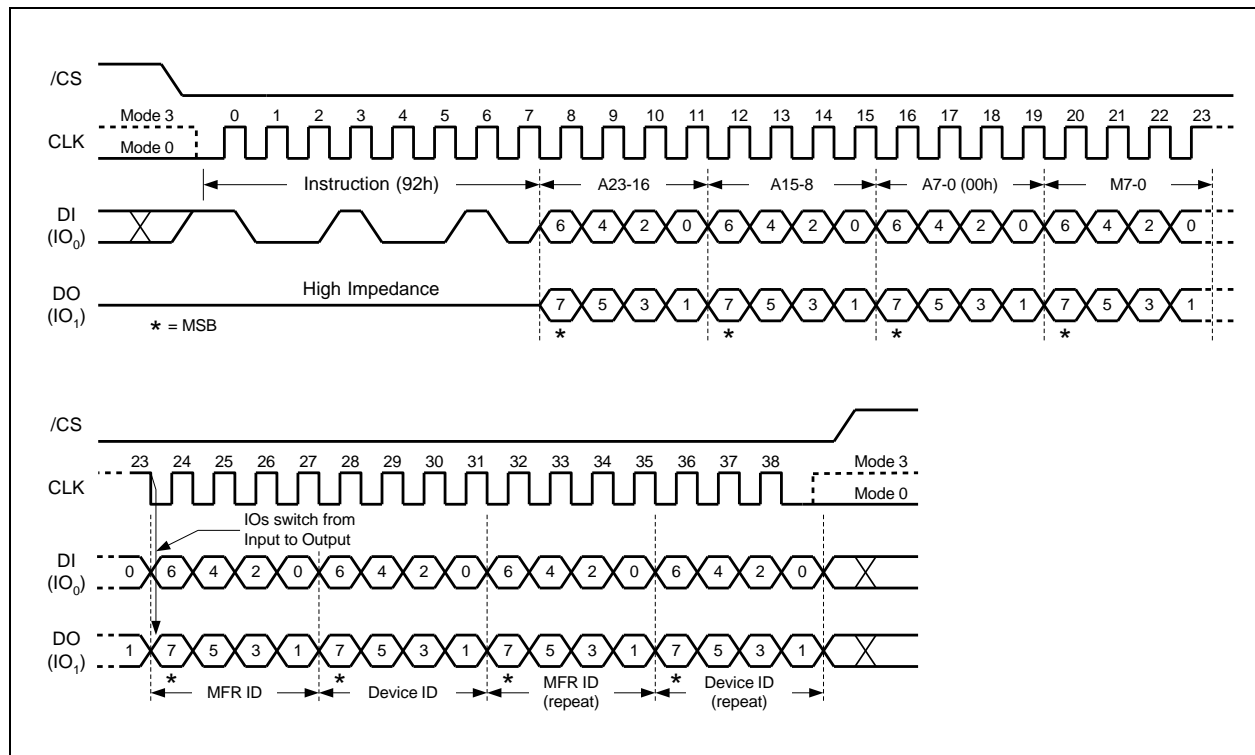 /CS
Mode 3 0 1 2 3 4 5 6 7 8 9 10 11 12 13 14 15 16 17 18 19 20 21 22 23
CLK
Mode 0
Instruction (92h) A23-16 A15-8 A7-0 (00h) M7-0
DI
(IO0)
6 4 2 0 6 4 2 0 6 4 2 0 6 4 2 0
High Impedance
DO
(IO1)
7 5 3 1 7 5 3 1 7 5 3 1 7 5 3 1
* = MSB
* * * *
/CS
23 24 25 26 27 28 29 30 31 32 33 34 35 36 37 38 Mode 3
CLK
Mode 0
IOs switch from
Input to Output
DI
(IO0)
0 6 4 2 0 6 4 2 0 6 4 2 0 6 4 2 0
DO
(IO1)
1 7 5 3 1 7 5 3 1 7 5 3 1 7 5 3 1
* * * *
MFR ID Device ID MFR ID
(repeat)
Device ID
(repeat)